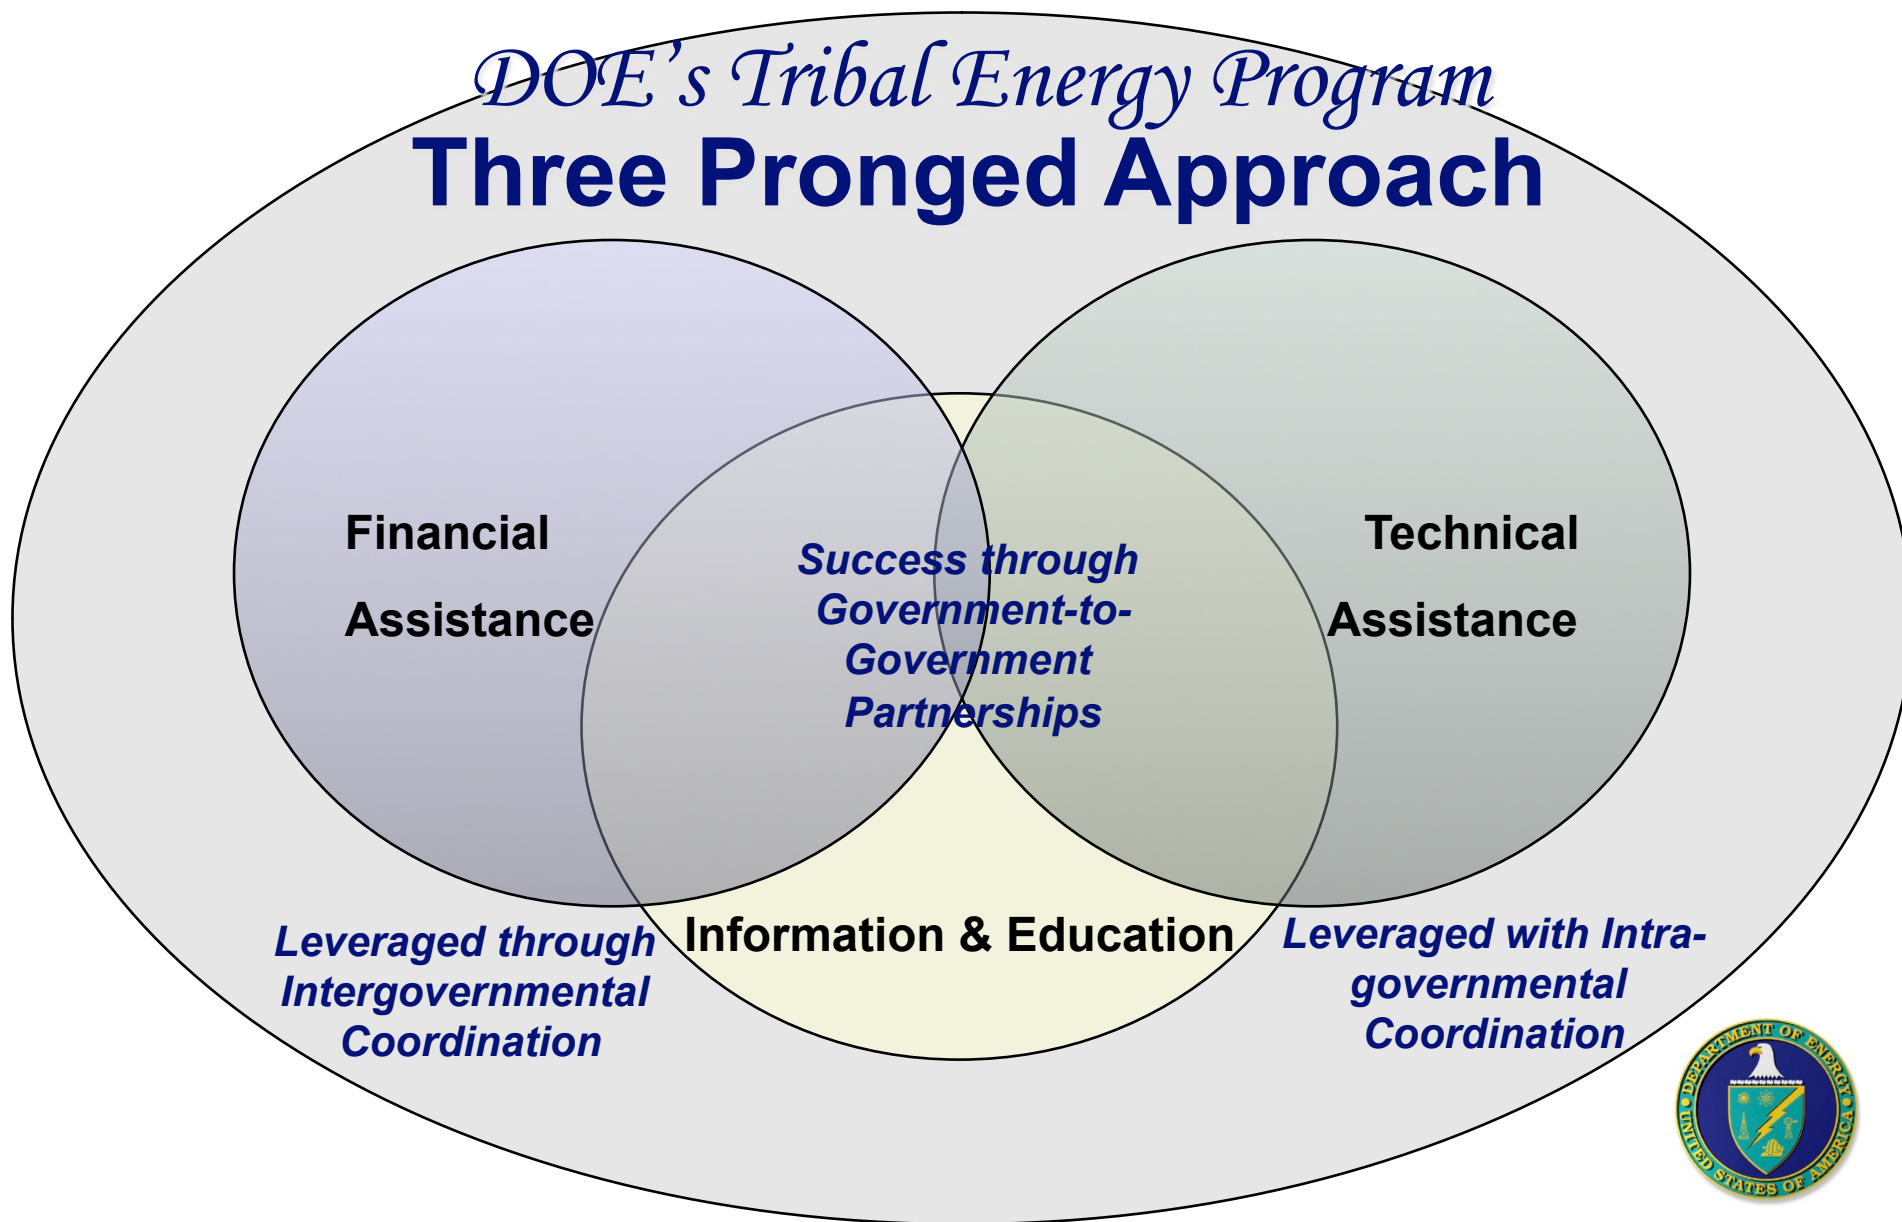 DOE's Tribal Energy Program
Three Pronged Approach
Financial
Assistance
Technical
Assistance
Success through
Government-to-
Government
Partnerships
Information & Education
Leveraged through
Intergovernmental
Coordination
Leveraged with Intra-
governmental
Coordination
DEPARTMENT OF ENERGY
UNITED STATES OF AMERICA